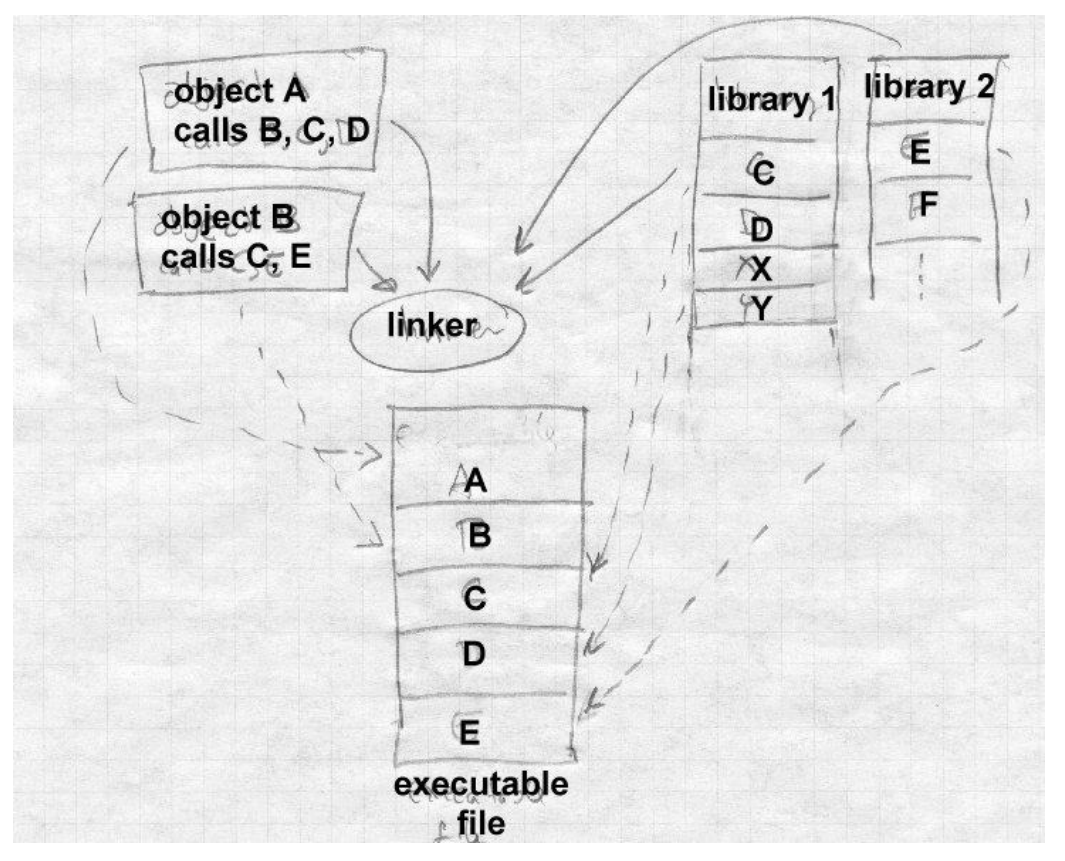 object A
calls B, C, D
object B
calls C, E
linker
library 1
C
D
X
Y
library 2
E
F
A
B
C
D
E
executable
file